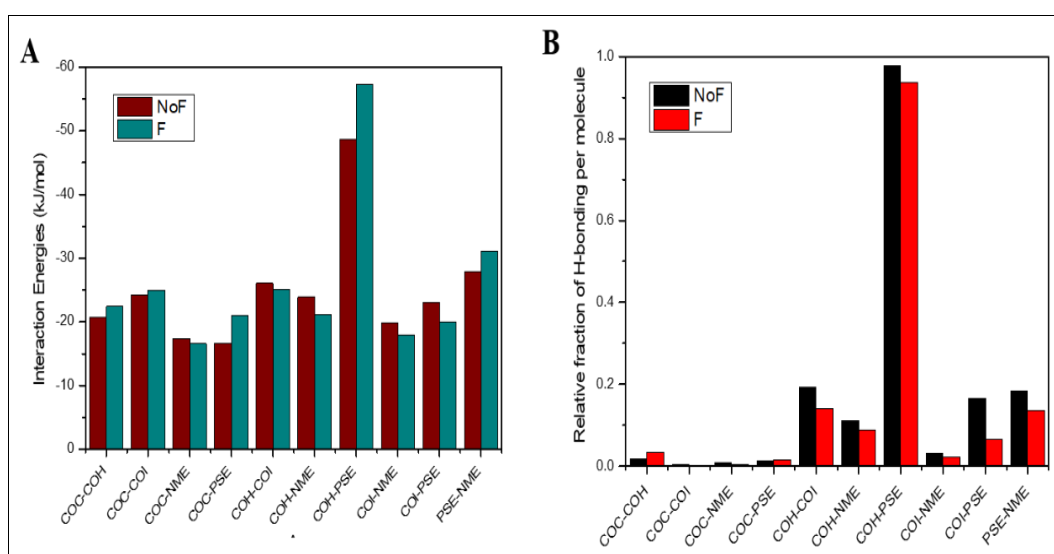 A
Interaction Energies (kJ/mol)
-60
-50
-40
-30
-20
-10
0
NoF
F
COC-COH
COC-COI
COC-NME
COC-PSE
COH-COI
COH-NME
COH-PSE
COI-NME
COI-PSE
PSE-NME
B
Relative fraction of H-bonding per molecule
1.0
0.8
0.6
0.4
0.2
0.0
NoF
F
COC-COH
COC-COI
COC-NME
COC-PSE
COH-COI
COH-NME
COH-PSE
COI-NME
COI-PSE
PSE-NME